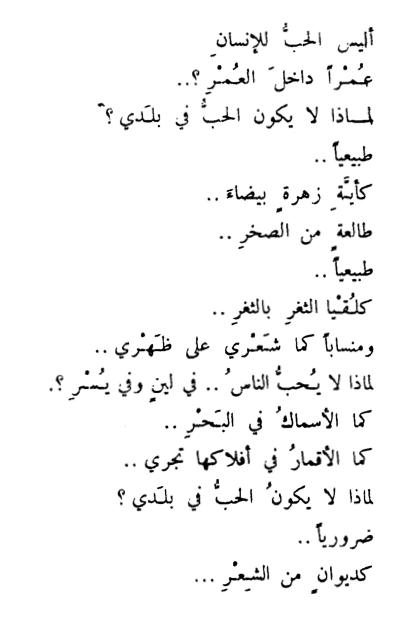 أليس الحبُّ للإنسانِ
عُمْراً داخلَ العُمْرِ ؟..
لمـاذا لا يكون الحبُّ في بلَدي ؟
طبيعياً ..
كأيَّةِ زهرةٍ بيضاءَ ..
طالعةٍ من الصخرِ ..
طبيعياً ..
كلُقْيا الثغرِ بالثغرِ ..
ومنساباً كما شَعْري على ظَهْري ..
لماذا لا يُحبُّ الناسُ .. في لينٍ وفي يُسْرِ ؟.
كما الأسماكُ في البَحْرِ ..
كما الأقمارُ في أفلاكها تجري ..
لماذا لا يكونُ الحبُّ في بلَدي ؟
ضرورياً ..
كديوانٍ من الشِعْرِ ...